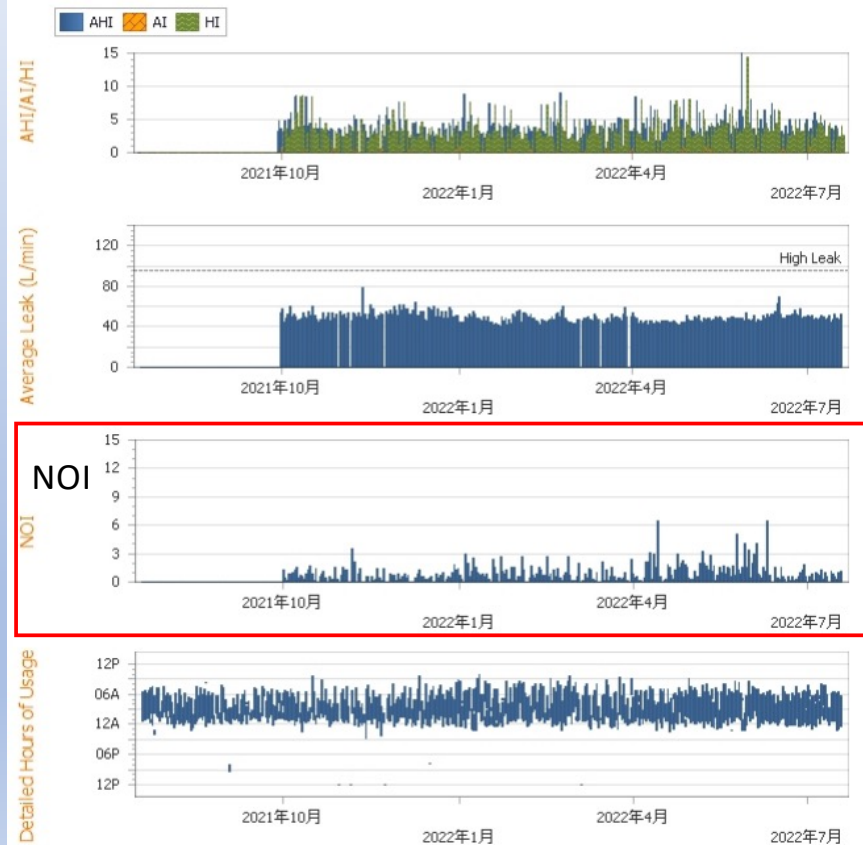 AHI AI HI
AHI/AI/HI
15
10
5
0
2021年10月
2022年1月
2022年4月
2022年7月
Average Leak (L/min)
120
80
40
0
High Leak
2021年10月
2022年1月
2022年4月
2022年7月
NOI
NOI
15
12
9
6
3
0
2021年10月
2022年1月
2022年4月
2022年7月
Detailed Hours of Usage
12P
06A
12A
06P
12P
2021年10月
2022年1月
2022年4月
2022年7月